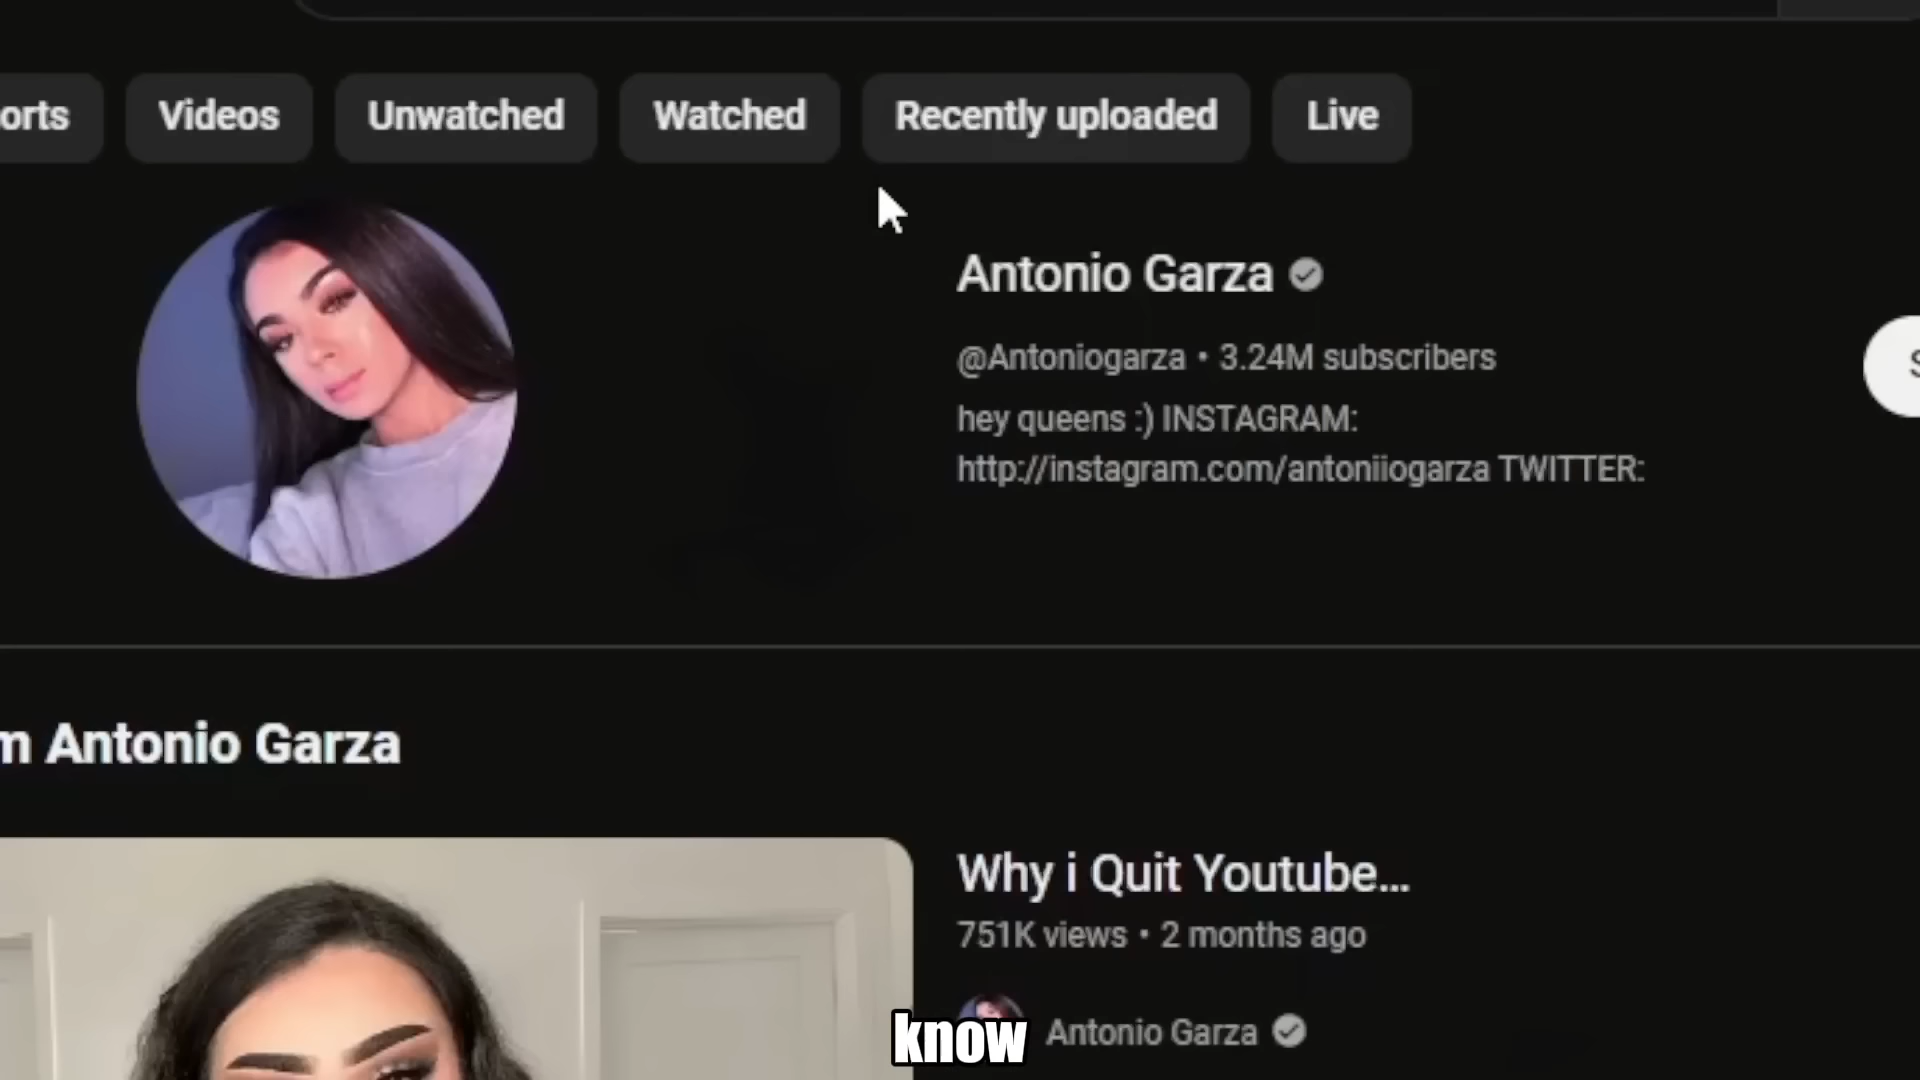 orts
Videos
Unwatched
Watched
Recently uploaded
Live
Antonio Garza
@Antoniogarza • 3.24M subscribers
hey queens :) INSTAGRAM:
http://instagram.com/antoniiogarza TWITTER:
S
m Antonio Garza
Why i Quit Youtube...
751K views • 2 months ago
Antonio Garza
know